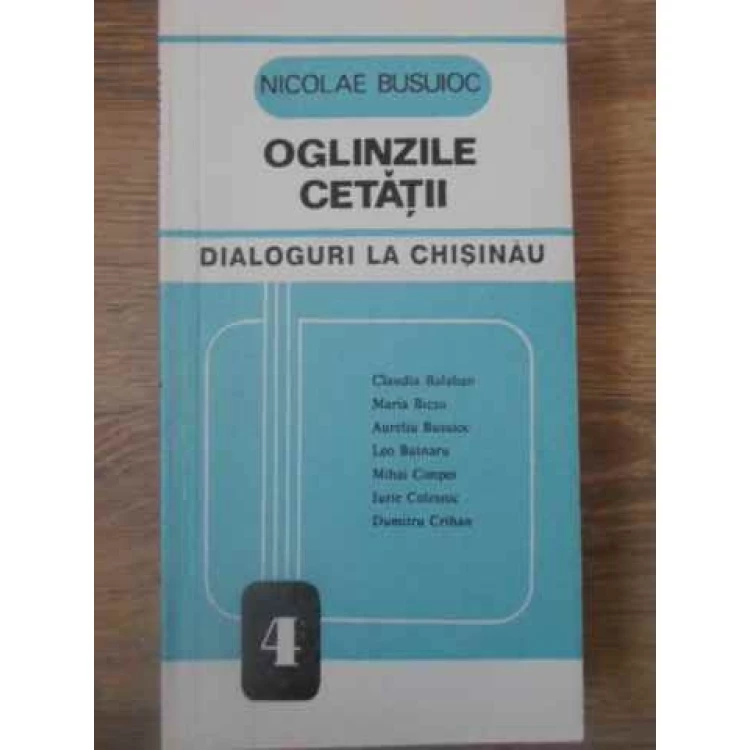 NICOLAE BUSUIOC
OGLINZILE
CETĂȚII
DIALOGURI LA CHIȘINĂU
Claudia Balaban
Maria Bieșu
Aureliu Busuioc
Leo Butnaru
Mihai Cimpoi
Iurie Colesnic
Dumitru Crihan
4